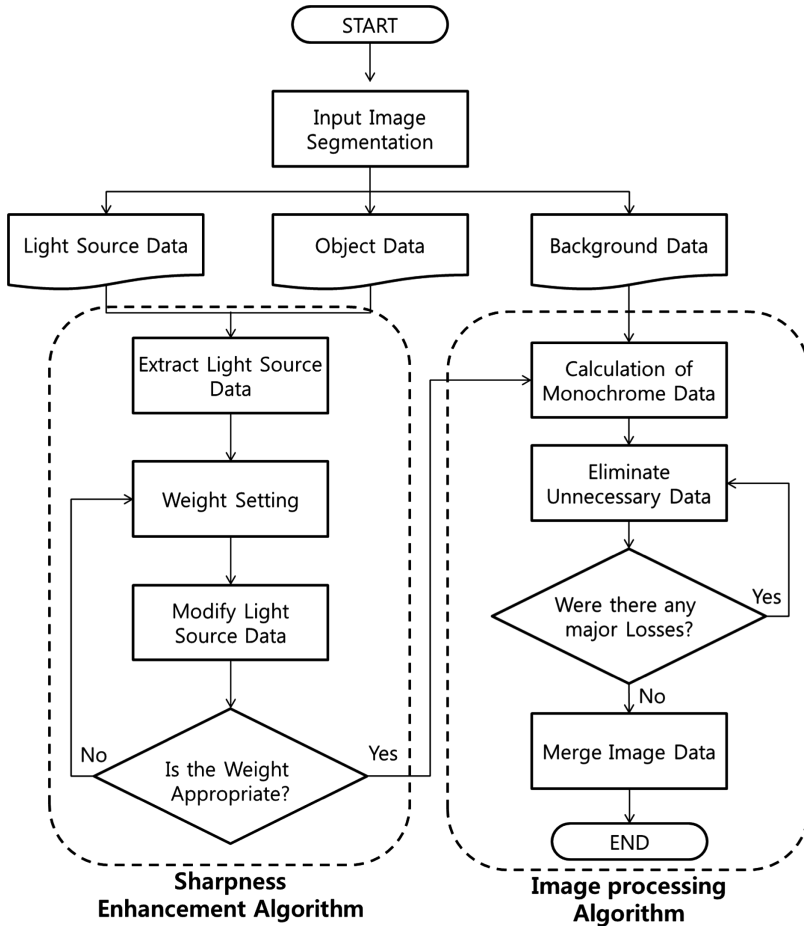 START
Input Image
Segmentation
Light Source Data
Object Data
Background Data
Extract Light Source
Data
Weight Setting
Modify Light
Source Data
Is the Weight
Appropriate?
No
Yes
Calculation of
Monochrome Data
Eliminate
Unnecessary Data
Were there any
major Losses?
Yes
No
Merge Image Data
END
Sharpness
Enhancement Algorithm
Image processing
Algorithm